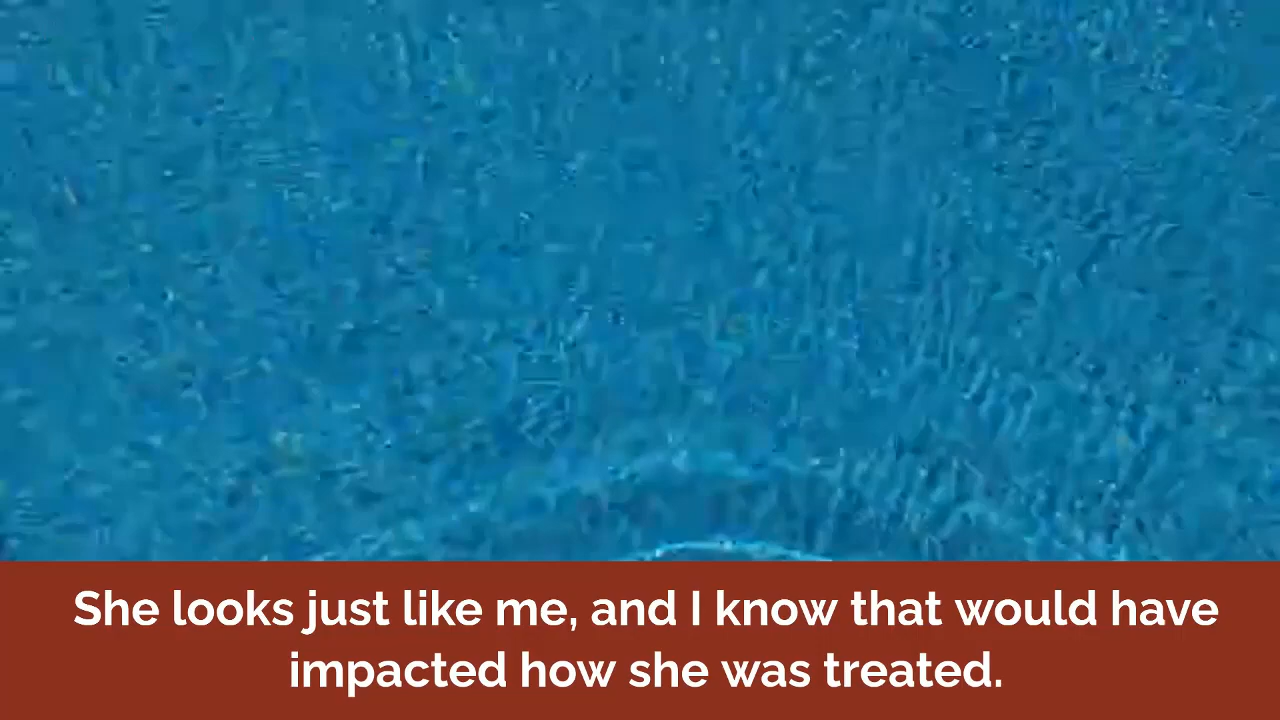 She looks just like me, and I know that would have
impacted how she was treated.